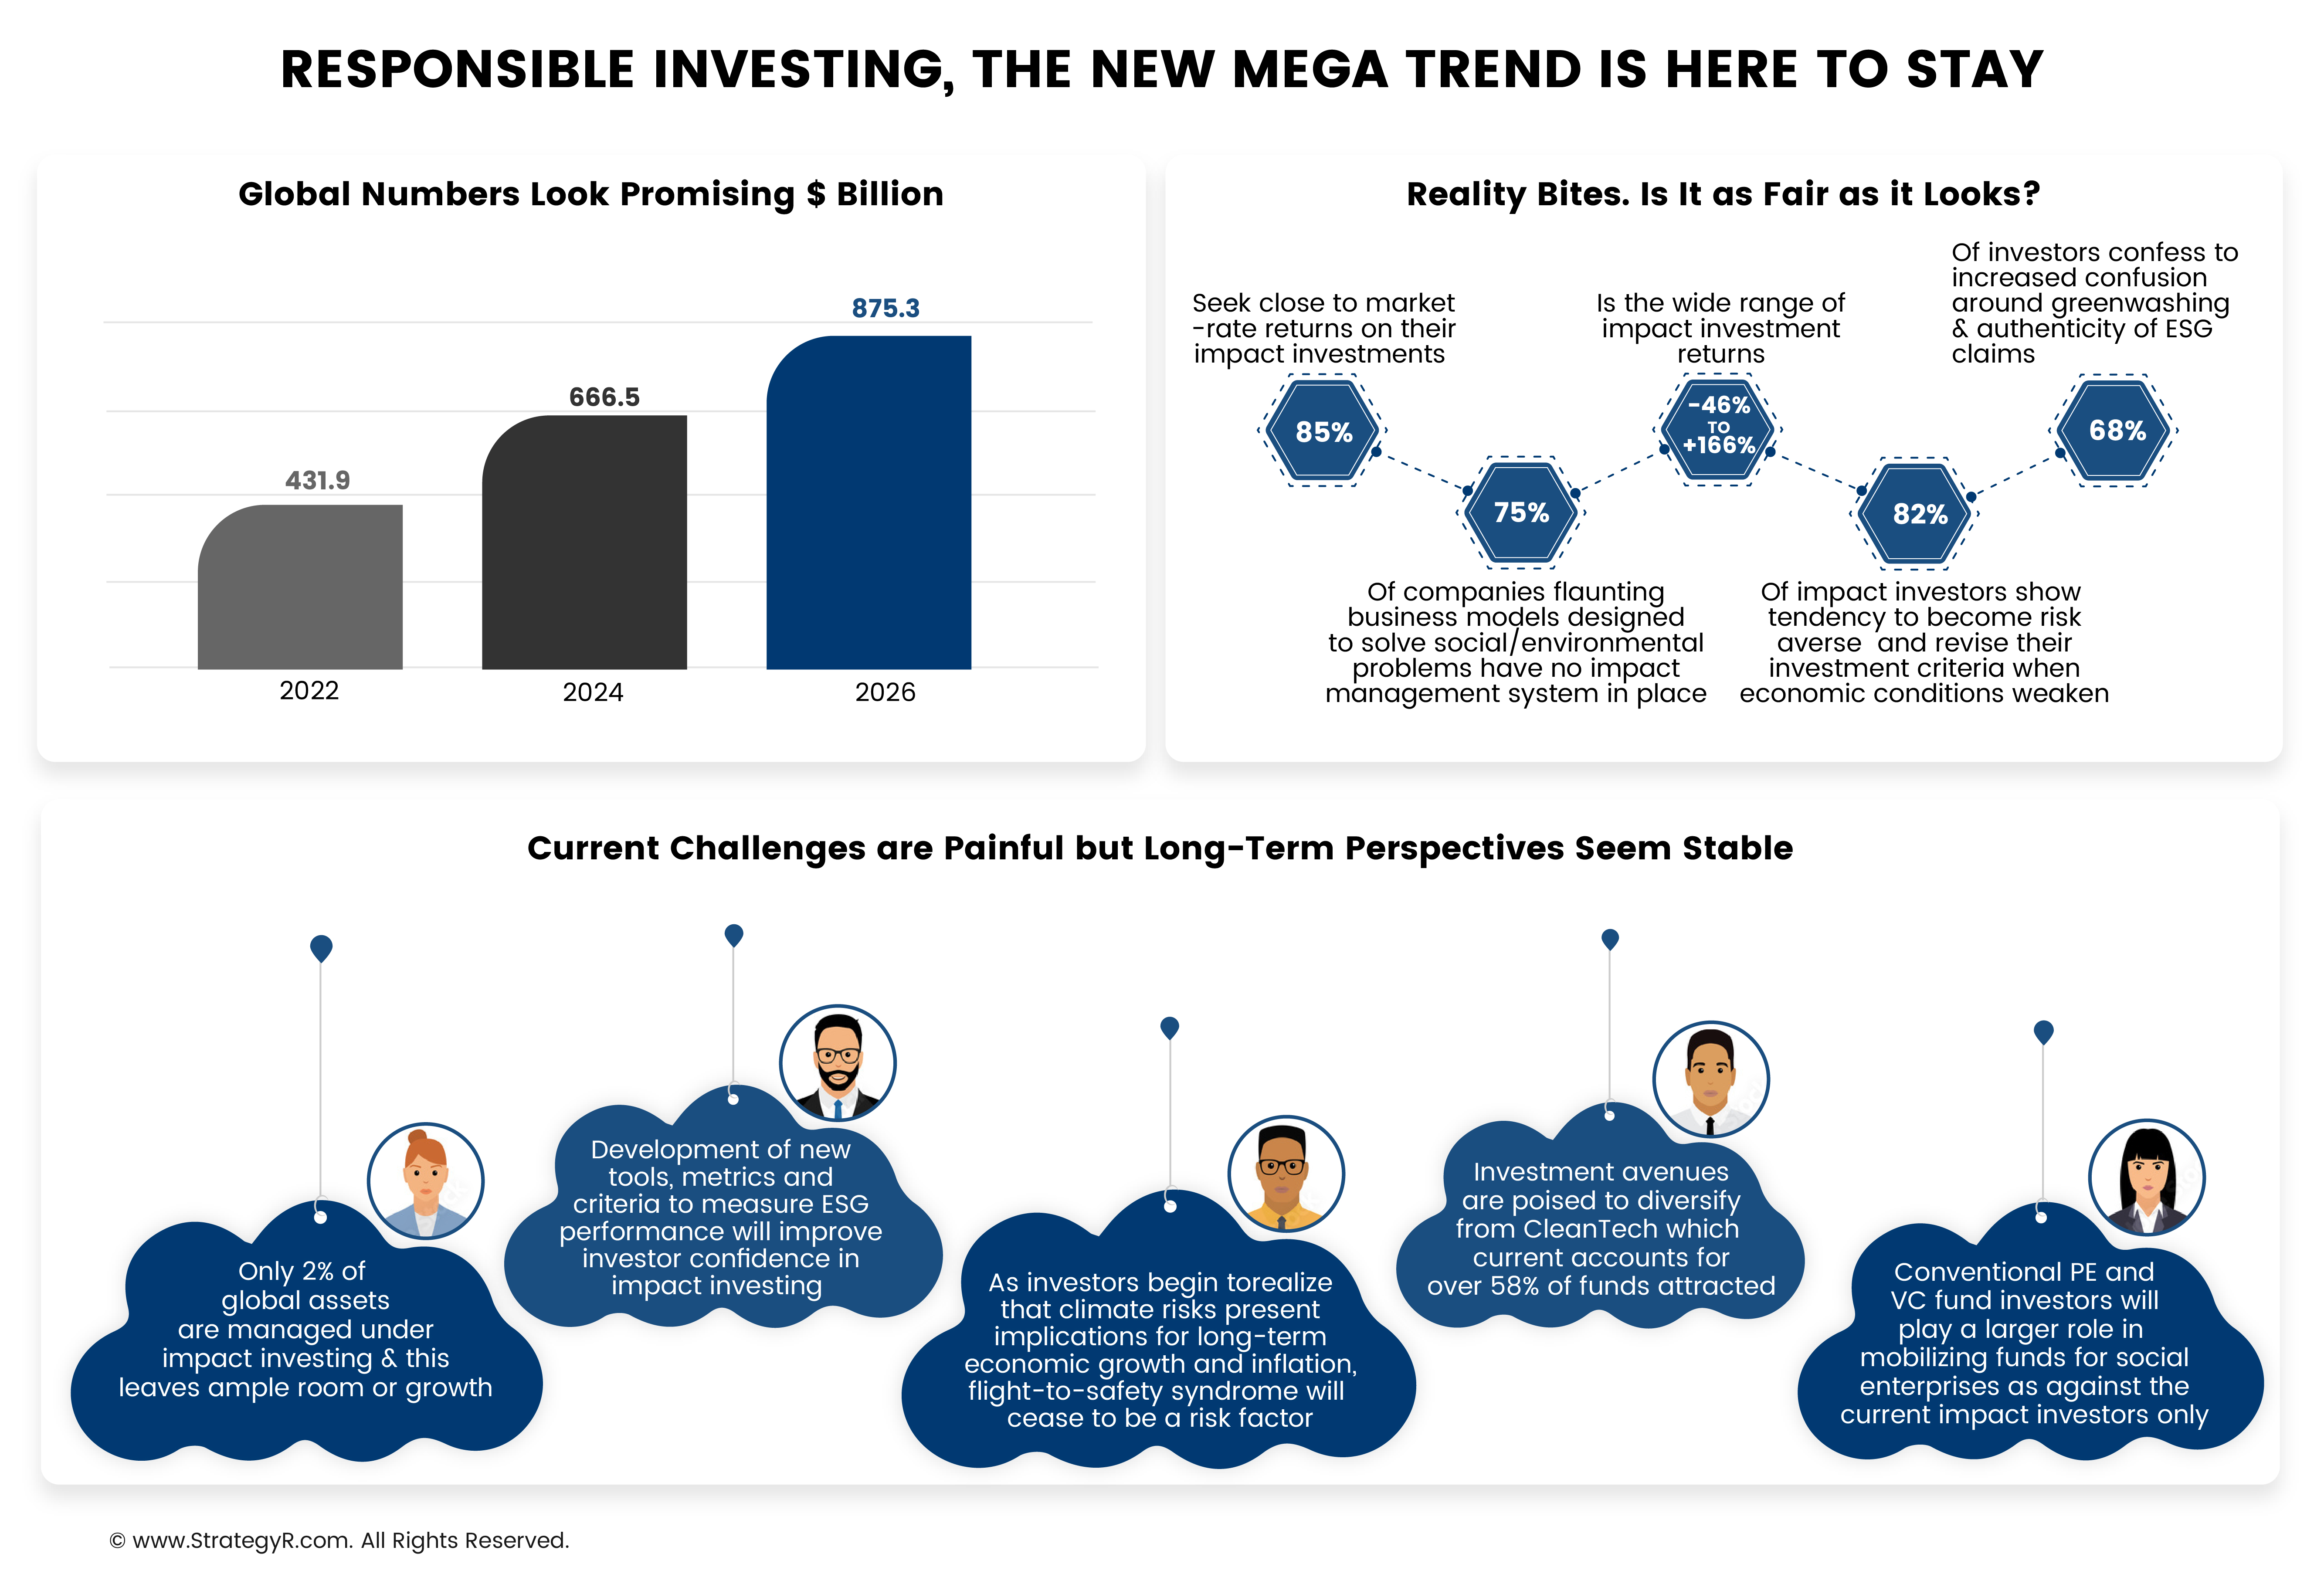 RESPONSIBLE INVESTING, THE NEW MEGA TREND IS HERE TO STAY
Global Numbers Look Promising $ Billion
875.3
666.5
431.9
2022
2024
2026
Reality Bites. Is It as Fair as it Looks?
Seek close to market
-rate returns on their
impact investments
85%
Of companies flaunting
business models designed
to solve social/environmental
problems have no impact
management system in place
75%
Is the wide range of
impact investment
returns
-46%
TO
+166%
Of impact investors show
tendency to become risk
averse  and revise their
investment criteria when
economic conditions weaken
82%
Of investors confess to
increased confusion
around greenwashing
& authenticity of ESG
claims
68%
Current Challenges are Painful but Long-Term Perspectives Seem Stable
Only 2% of
global assets
are managed under
impact investing & this
leaves ample room or growth
Development of new
tools, metrics and
criteria to measure ESG
performance will improve
investor confidence in
impact investing
As investors begin torealize
that climate risks present
implications for long-term
economic growth and inflation,
flight-to-safety syndrome will
cease to be a risk factor
Investment avenues
are poised to diversify
from CleanTech which
current accounts for
over 58% of funds attracted
Conventional PE and
VC fund investors will
play a larger role in
mobilizing funds for social
enterprises as against the
current impact investors only
© www.StrategyR.com. All Rights Reserved.